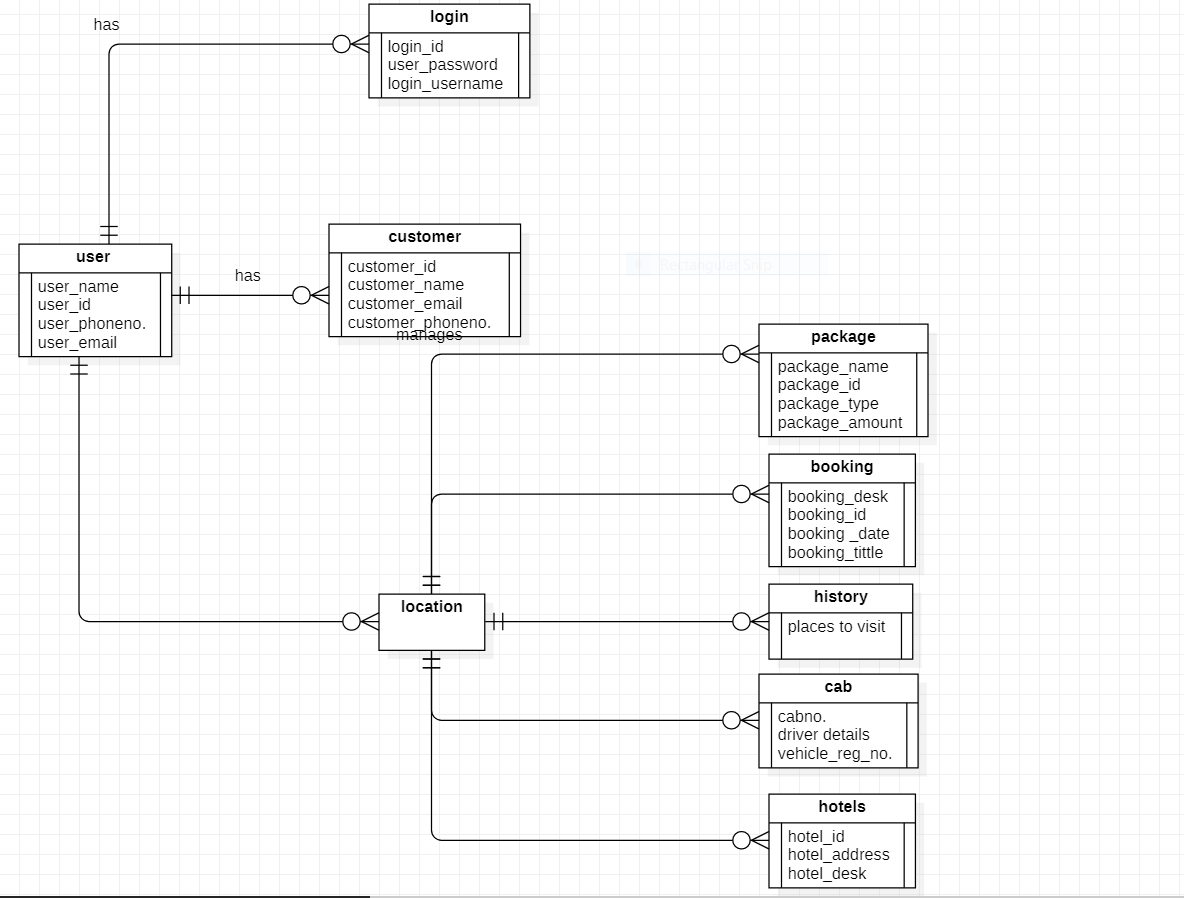 has
login
login_id
user_password
login_username
user
user_name
user_id
user_phoneno.
user_email
has
customer
customer_id
customer_name
customer_email
customer_phoneno.
manages
Rectangular Snip
package
package_name
package_id
package_type
package_amount
booking
booking_desk
booking_id
booking _date
booking_tittle
location
history
places to visit
cab
cabno.
driver details
vehicle_reg_no.
hotels
hotel_id
hotel_address
hotel_desk